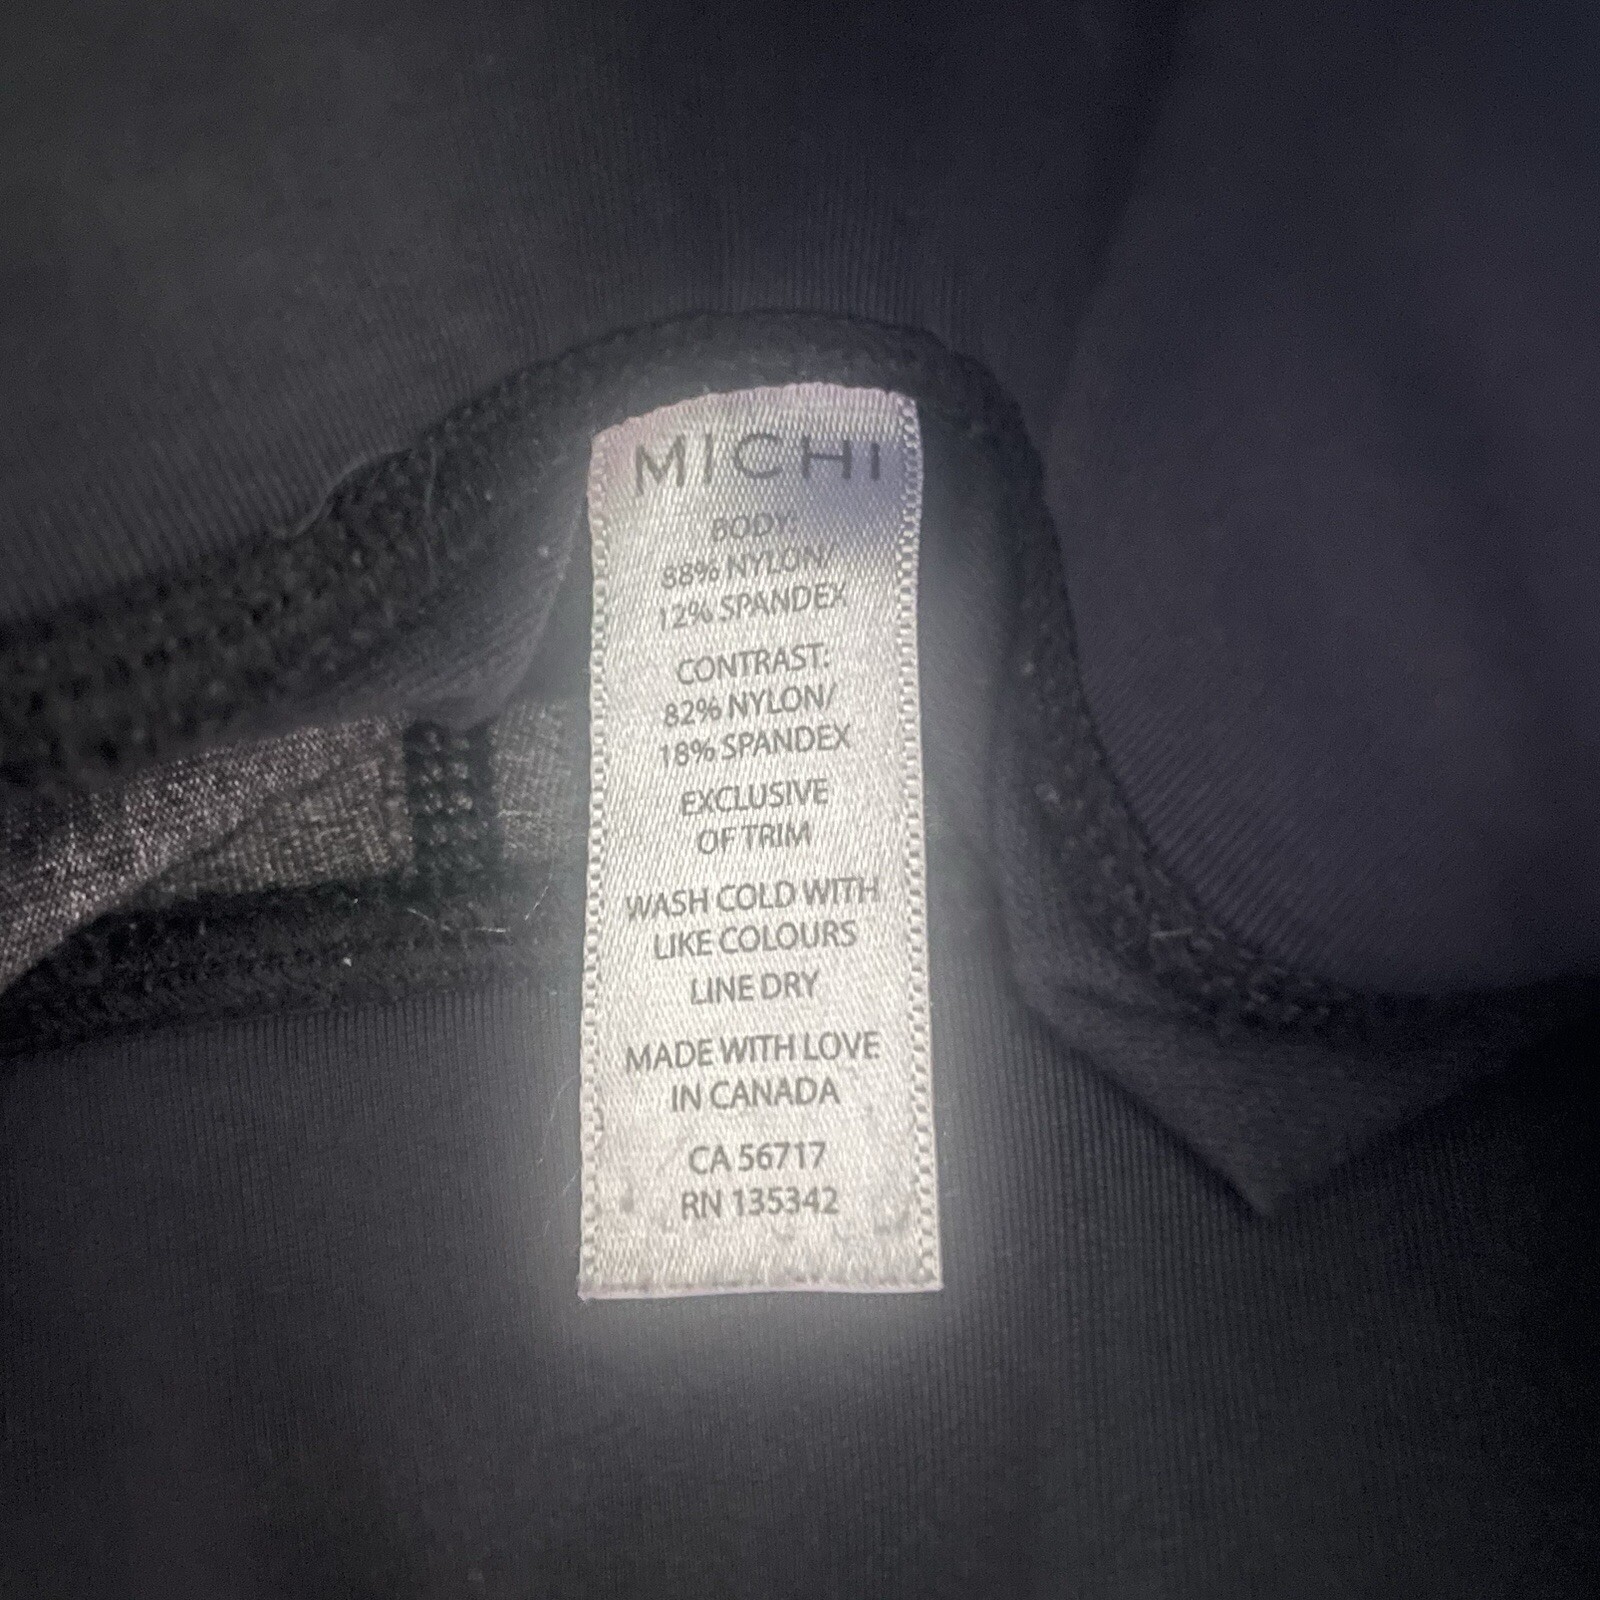 MICHI
BODY:
88% NYLON/
12% SPANDEX
CONTRAST:
82% NYLON/
18% SPANDEX
EXCLUSIVE
OF TRIM
WASH COLD WITH
LIKE COLOURS
LINE DRY
MADE WITH LOVE
IN CANADA
CA 56717
RN 135342